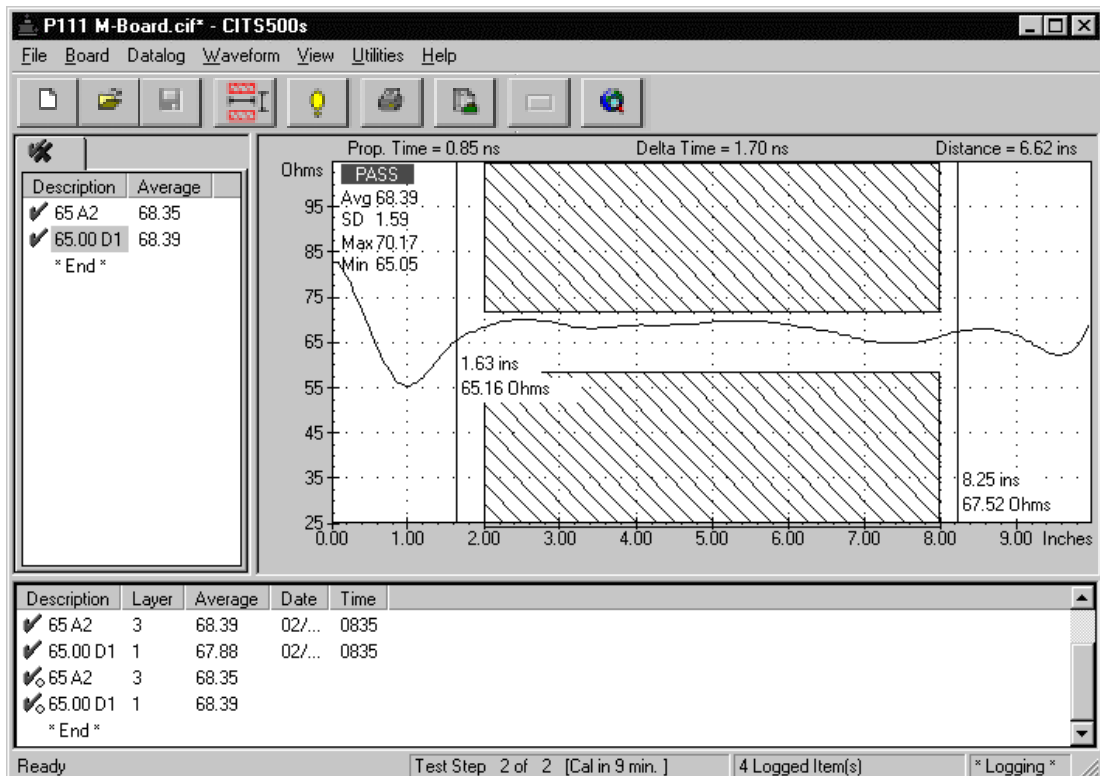 P111 M-Board.cif* - CITS500s
File Board Datalog Waveform View Utilities Help
Description Average
65 A2 68.35
65.00 D1 68.39
* End *
Prop. Time = 0.85 ns Delta Time = 1.70 ns Distance = 6.62 ins
Ohms
PASS
Avg 68.39
SD 1.59
Max 70.17
Min 65.05
95
85
75
65
55
45
35
25
1.63 ins
65.16 Ohms
8.25 ins
67.52 Ohms
0.00 1.00 2.00 3.00 4.00 5.00 6.00 7.00 8.00 9.00 Inches
Description Layer Average Date Time
65 A2 3 68.39 02/... 0835
65.00 D1 1 67.88 02/... 0835
65 A2 3 68.35
65.00 D1 1 68.39
* End *
Ready Test Step 2 of 2 [Cal in 9 min. ] 4 Logged Item(s) * Logging *